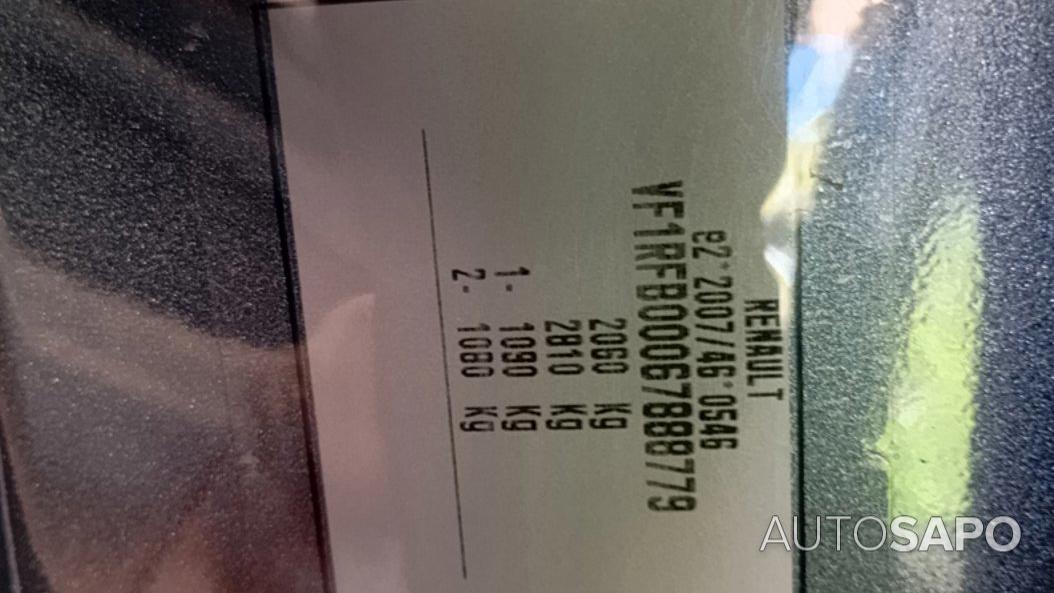 RENAULT
e2*2007/46*0546
VF1RFB00067888779
2060 Kg
2810 Kg
1- 1090 Kg
2- 1080 Kg
AUTOSAPO